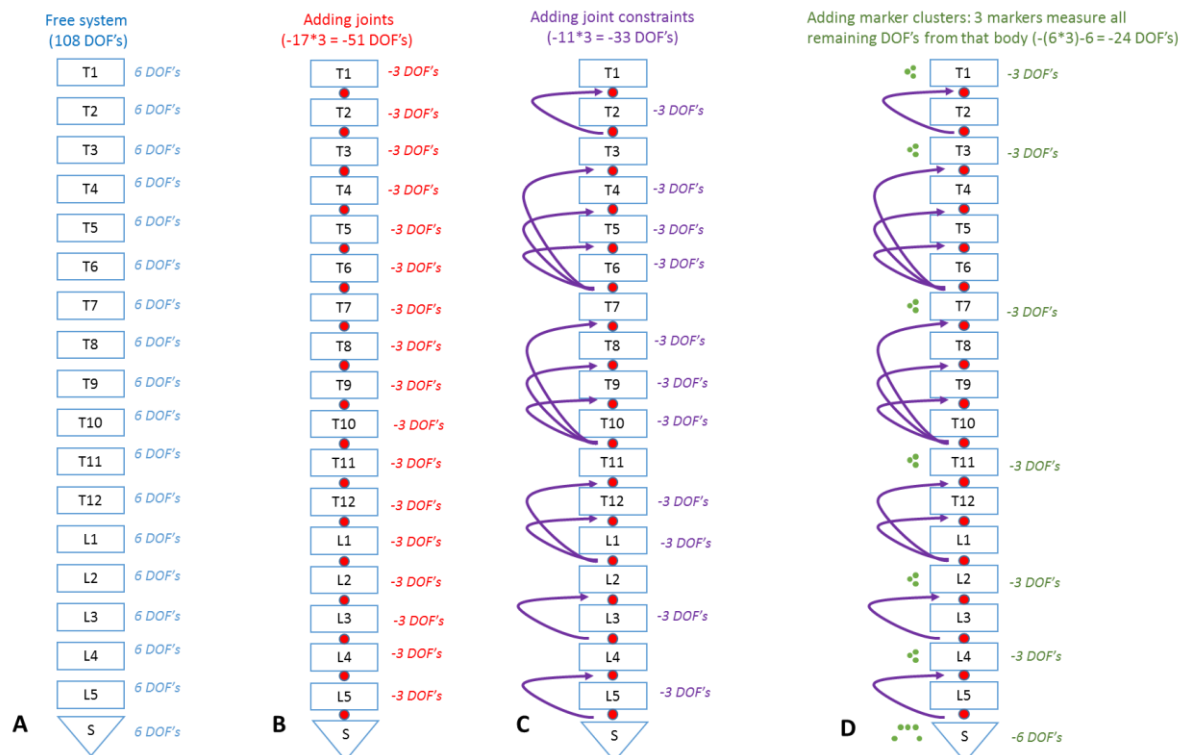 Free system
(108 DOF's)
T1 6 DOF's
T2 6 DOF's
T3 6 DOF's
T4 6 DOF's
T5 6 DOF's
T6 6 DOF's
T7 6 DOF's
T8 6 DOF's
T9 6 DOF's
T10 6 DOF's
T11 6 DOF's
T12 6 DOF's
L1 6 DOF's
L2 6 DOF's
L3 6 DOF's
L4 6 DOF's
L5 6 DOF's
A S 6 DOF's
Adding joints
(-17*3 = -51 DOF's)
T1 -3 DOF's
T2 -3 DOF's
T3 -3 DOF's
T4 -3 DOF's
T5 -3 DOF's
T6 -3 DOF's
T7 -3 DOF's
T8 -3 DOF's
T9 -3 DOF's
T10 -3 DOF's
T11 -3 DOF's
T12 -3 DOF's
L1 -3 DOF's
L2 -3 DOF's
L3 -3 DOF's
L4 -3 DOF's
L5 -3 DOF's
B S
Adding joint constraints
(-11*3 = -33 DOF's)
T1
T2 -3 DOF's
T3
T4 -3 DOF's
T5 -3 DOF's
T6 -3 DOF's
T7
T8 -3 DOF's
T9 -3 DOF's
T10 -3 DOF's
T11
T12 -3 DOF's
L1 -3 DOF's
L2
L3 -3 DOF's
L4
L5 -3 DOF's
C S
Adding marker clusters: 3 markers measure all
remaining DOF's from that body (-(6*3)-6 = -24 DOF's)
T1 -3 DOF's
T2
T3 -3 DOF's
T4
T5
T6
T7 -3 DOF's
T8
T9
T10
T11 -3 DOF's
T12
L1
L2 -3 DOF's
L3
L4 -3 DOF's
L5
D S -6 DOF's